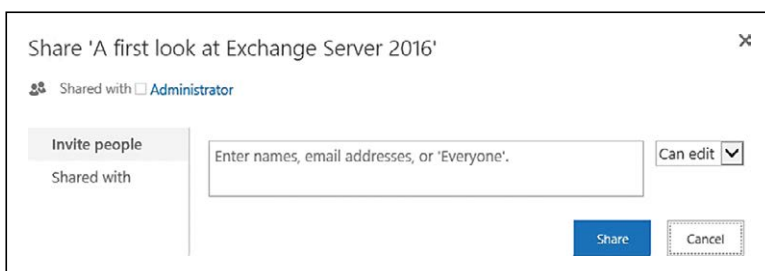 Share 'A first look at Exchange Server 2016'
Shared with Administrator
Invite people
Shared with
Enter names, email addresses, or 'Everyone'.
Can edit
Share
Cancel